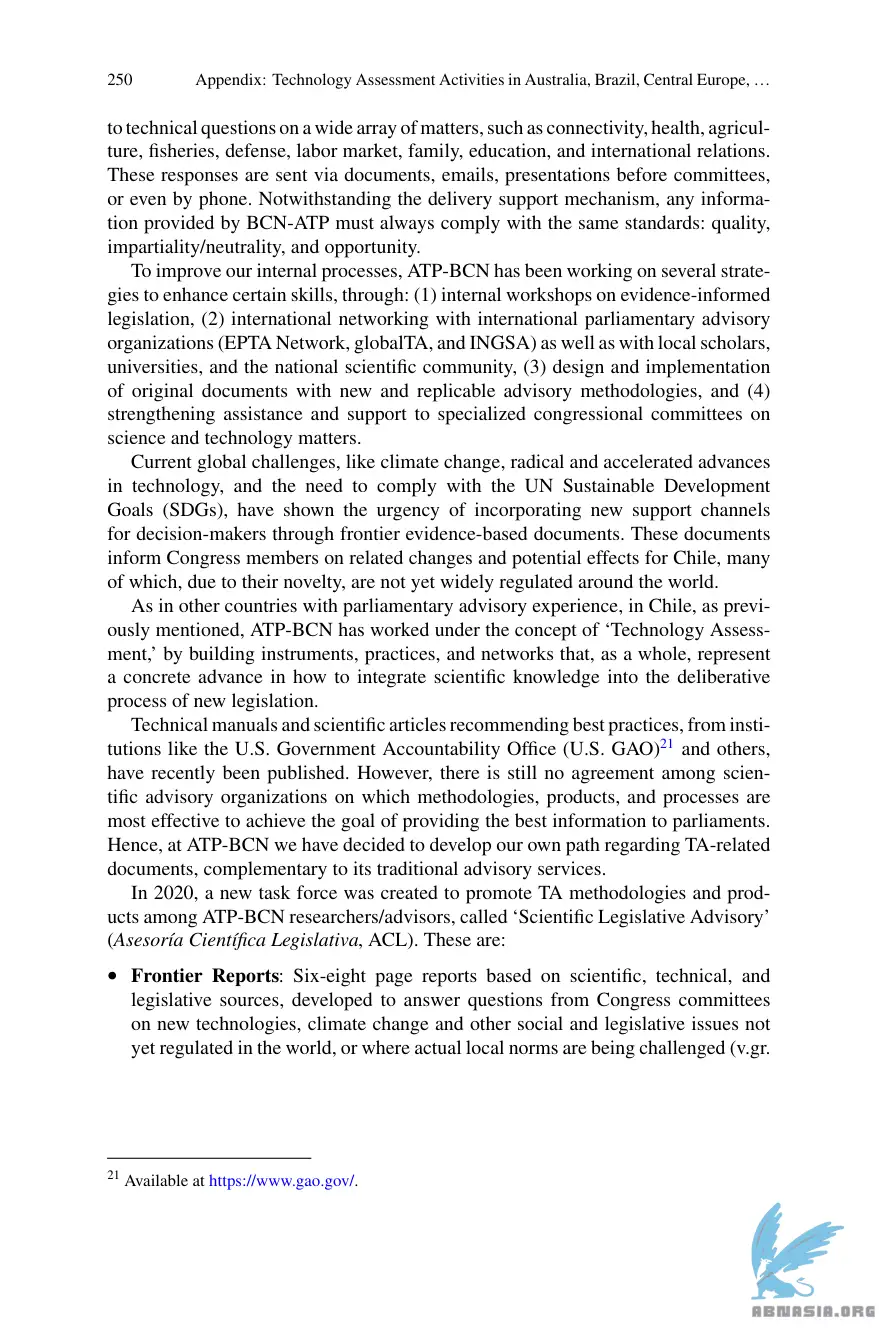 250 Appendix: Technology Assessment Activities in Australia, Brazil, Central Europe, …
to technical questions on a wide array of matters, such as connectivity, health, agricul-
ture, fisheries, defense, labor market, family, education, and international relations.
These responses are sent via documents, emails, presentations before committees,
or even by phone. Notwithstanding the delivery support mechanism, any informa-
tion provided by BCN-ATP must always comply with the same standards: quality,
impartiality/neutrality, and opportunity.
To improve our internal processes, ATP-BCN has been working on several strate-
gies to enhance certain skills, through: (1) internal workshops on evidence-informed
legislation, (2) international networking with international parliamentary advisory
organizations (EPTA Network, globalTA, and INGSA) as well as with local scholars,
universities, and the national scientific community, (3) design and implementation
of original documents with new and replicable advisory methodologies, and (4)
strengthening assistance and support to specialized congressional committees on
science and technology matters.
Current global challenges, like climate change, radical and accelerated advances
in technology, and the need to comply with the UN Sustainable Development
Goals (SDGs), have shown the urgency of incorporating new support channels
for decision-makers through frontier evidence-based documents. These documents
inform Congress members on related changes and potential effects for Chile, many
of which, due to their novelty, are not yet widely regulated around the world.
As in other countries with parliamentary advisory experience, in Chile, as previ-
ously mentioned, ATP-BCN has worked under the concept of ‘Technology Assess-
ment,’ by building instruments, practices, and networks that, as a whole, represent
a concrete advance in how to integrate scientific knowledge into the deliberative
process of new legislation.
Technical manuals and scientific articles recommending best practices, from insti-
tutions like the U.S. Government Accountability Office (U.S. GAO)21 and others,
have recently been published. However, there is still no agreement among scien-
tific advisory organizations on which methodologies, products, and processes are
most effective to achieve the goal of providing the best information to parliaments.
Hence, at ATP-BCN we have decided to develop our own path regarding TA-related
documents, complementary to its traditional advisory services.
In 2020, a new task force was created to promote TA methodologies and prod-
ucts among ATP-BCN researchers/advisors, called ‘Scientific Legislative Advisory’
(Asesoría Científica Legislativa, ACL). These are:
• Frontier Reports: Six-eight page reports based on scientific, technical, and
legislative sources, developed to answer questions from Congress committees
on new technologies, climate change and other social and legislative issues not
yet regulated in the world, or where actual local norms are being challenged (v.gr.
21 Available at https://www.gao.gov/.
ABNASIA.ORG